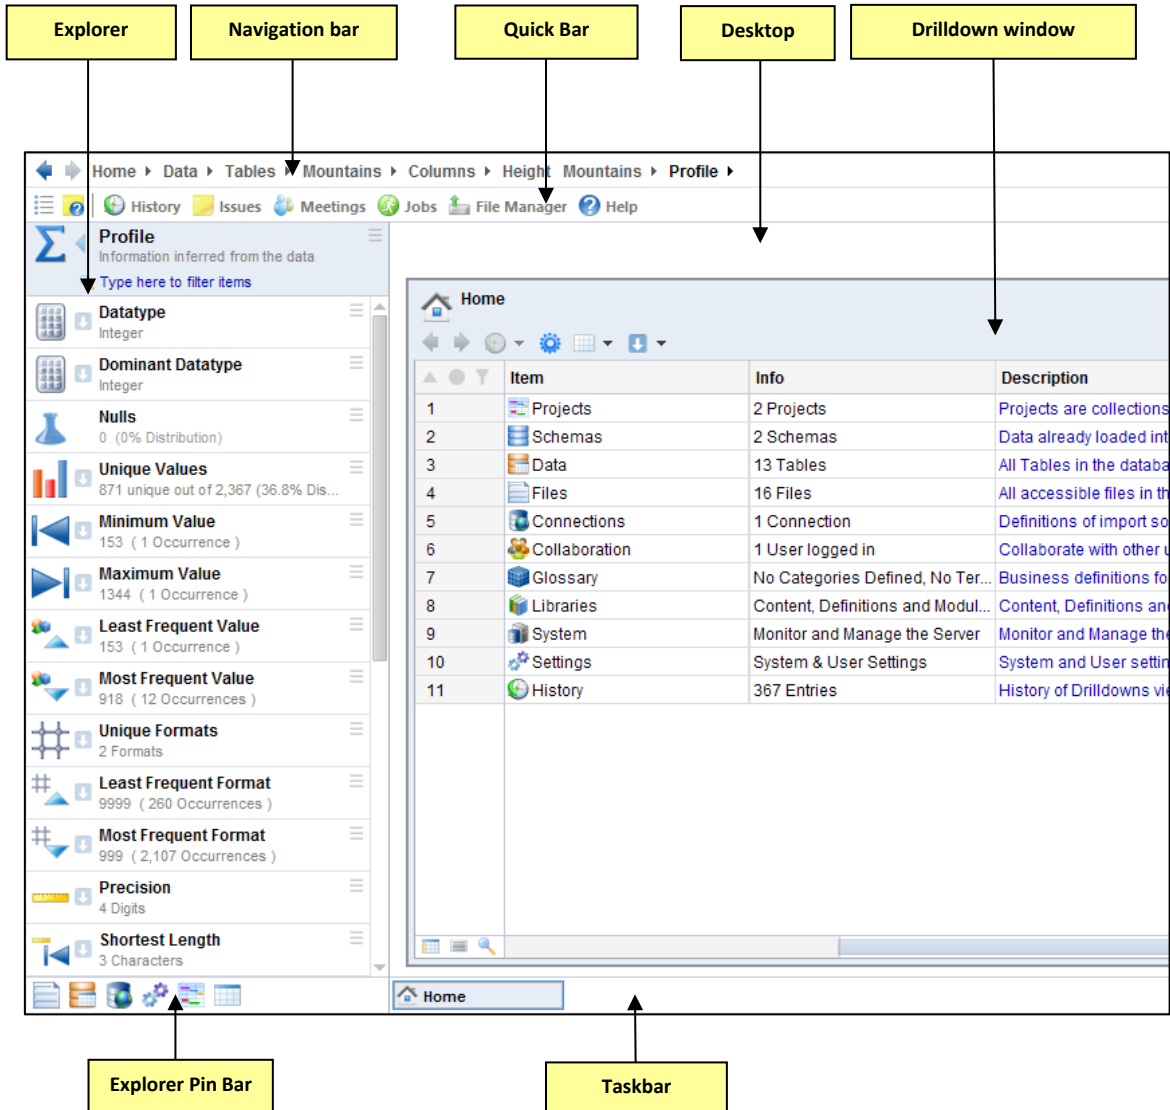 Explorer
Navigation bar
Quick Bar
Desktop
Drilldown window
Home Data Tables Mountains Columns Height Mountains Profile
History Issues Meetings Jobs File Manager Help
Profile
Information inferred from the data
Type here to filter items
Datatype
Integer
Dominant Datatype
Integer
Nulls
0 (0% Distribution)
Unique Values
871 unique out of 2,367 (36.8% Dis...
Minimum Value
153 ( 1 Occurrence )
Maximum Value
1344 ( 1 Occurrence )
Least Frequent Value
153 ( 1 Occurrence )
Most Frequent Value
918 ( 12 Occurrences )
Unique Formats
2 Formats
Least Frequent Format
9999 ( 260 Occurrences )
Most Frequent Format
999 ( 2,107 Occurrences )
Precision
4 Digits
Shortest Length
3 Characters
Home
Item Info Description
1 Projects 2 Projects Projects are collections
2 Schemas 2 Schemas Data already loaded int
3 Data 13 Tables All Tables in the databa
4 Files 16 Files All accessible files in th
5 Connections 1 Connection Definitions of import so
6 Collaboration 1 User logged in Collaborate with other u
7 Glossary No Categories Defined, No Ter... Business definitions fo
8 Libraries Content, Definitions and Modul... Content, Definitions and
9 System Monitor and Manage the Server Monitor and Manage the
10 Settings System & User Settings System and User settin
11 History 367 Entries History of Drilldowns vie
Home
Explorer Pin Bar
Taskbar